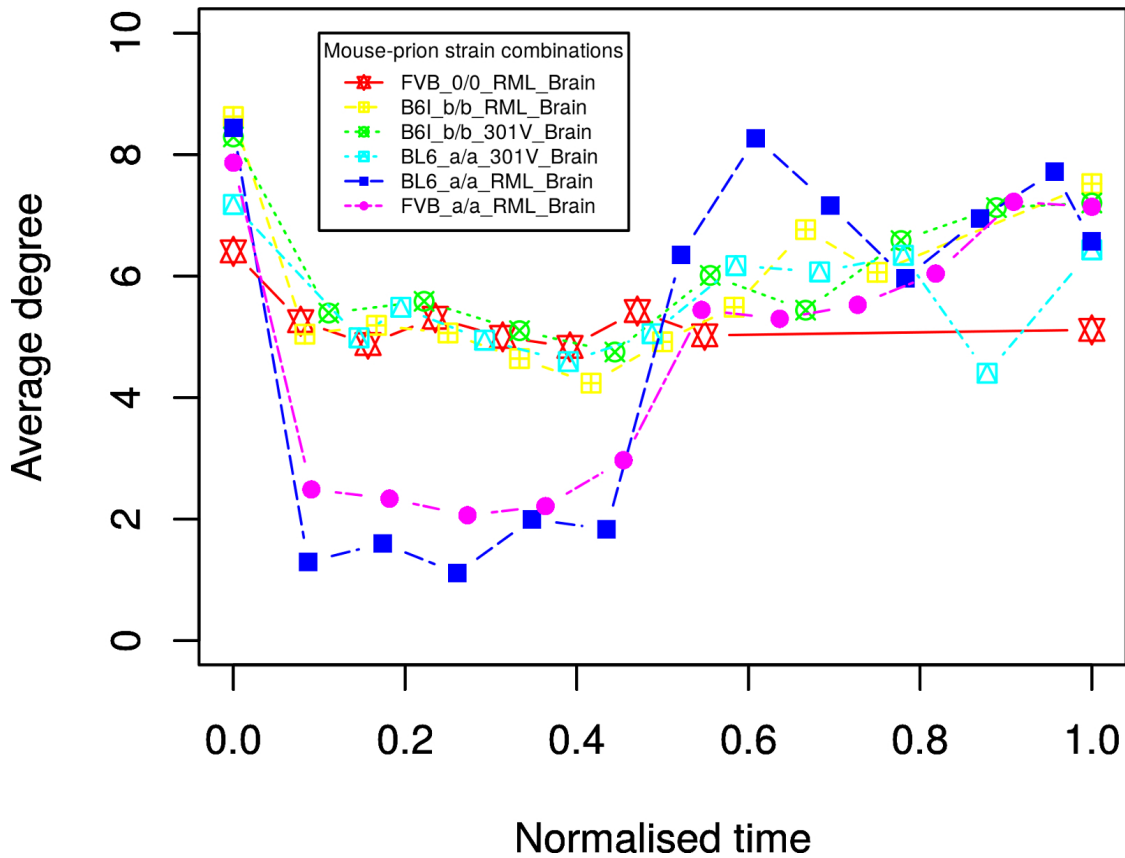 Average degree
10
8
6
4
2
0
Mouse-prion strain combinations
FVB_0/0_RML_Brain
B6I_b/b_RML_Brain
B6I_b/b_301V_Brain
BL6_a/a_301V_Brain
BL6_a/a_RML_Brain
FVB_a/a_RML_Brain
0.0 0.2 0.4 0.6 0.8 1.0
Normalised time